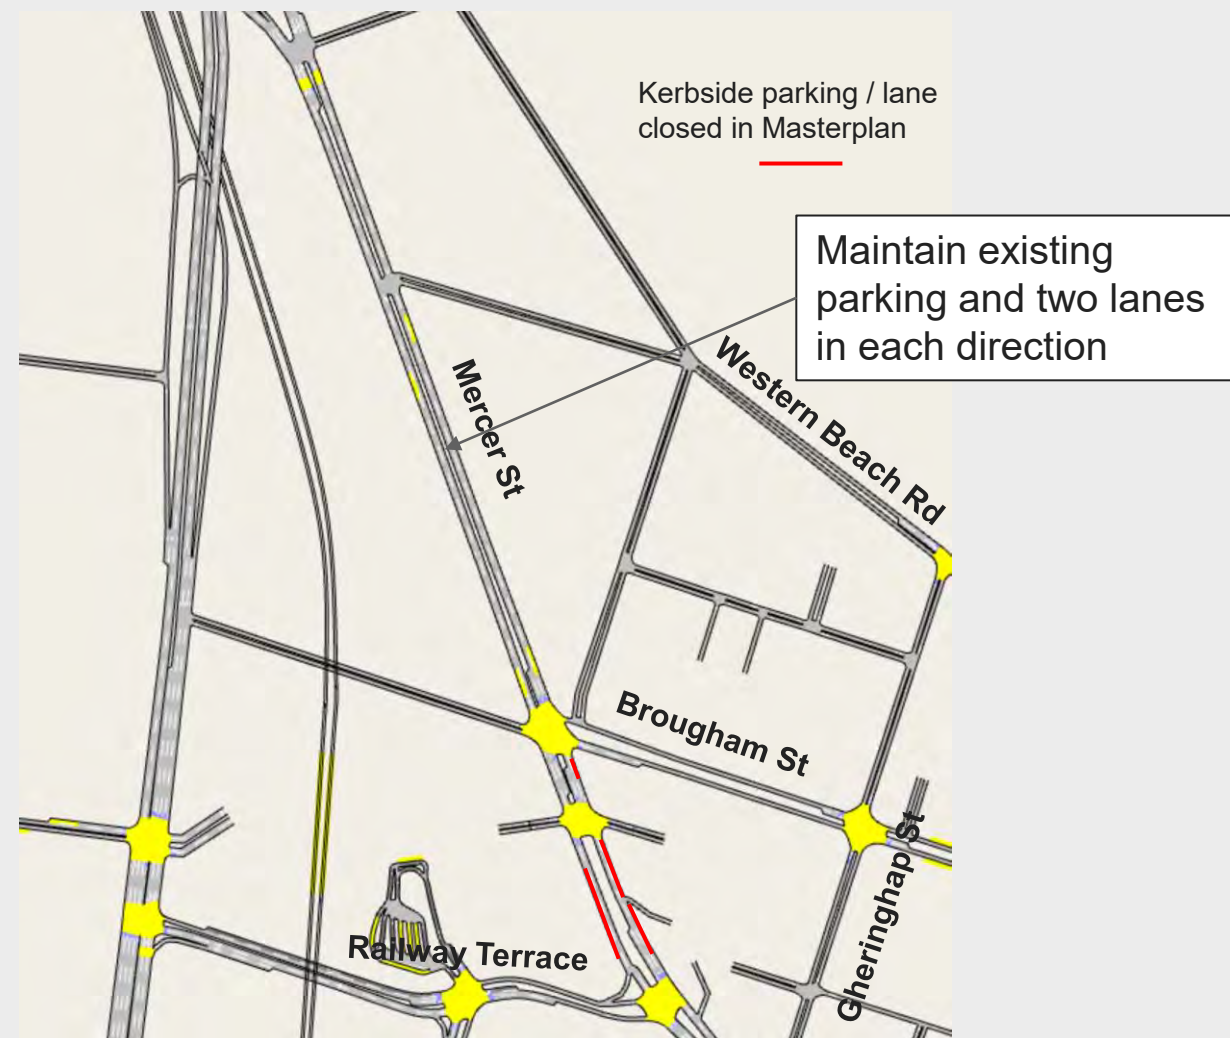 Kerbside parking / lane
closed in Masterplan
Maintain existing
parking and two lanes
in each direction
Western Beach Rd
Mercer St
Brougham St
Gheringhap St
Railway Terrace